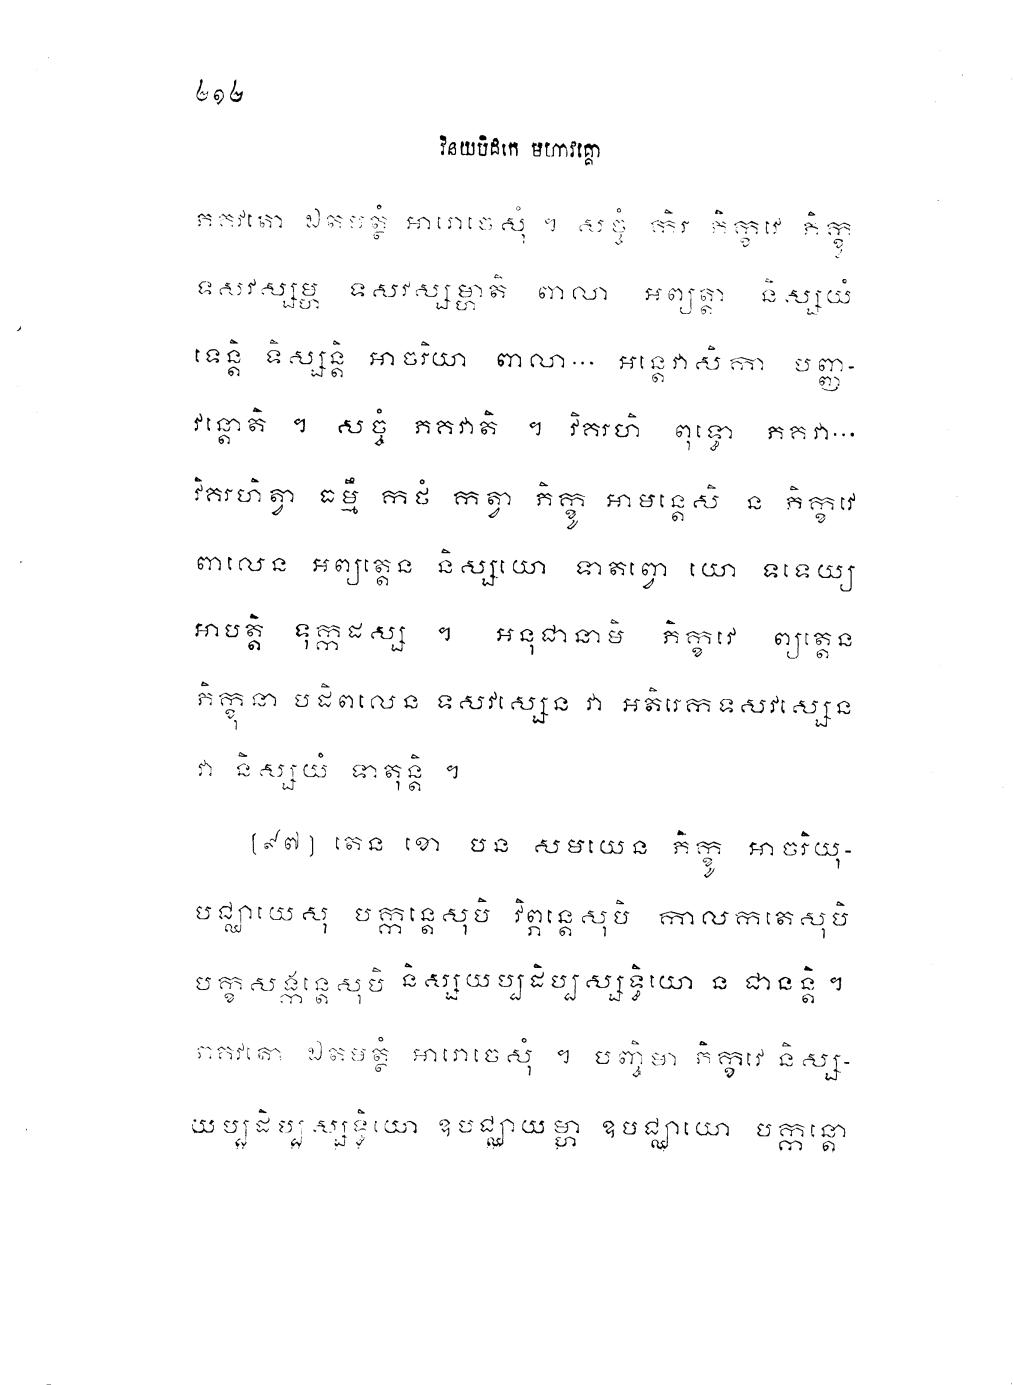 ២១២
វិនយបិដកេ មហាវគ្គោ
ភគវតោ ឯតមត្ថំ អារោចេសុំ ។ សច្ចំ កិរ ភិក្ខវេ ភិក្ខូ
ទសវស្សម្ហ ទសវស្សម្ហាតិ ពាលា អព្យត្តា និស្សយំ
ទេន្តិ ទិស្សន្តិ អាចរិយា ពាលា… អន្តេវាសិកា បញ្ញា-
វន្តោតិ ។ សច្ចំ ភគវាតិ ។ វិគរហិ ពុទ្ធោ ភគវា…
វិគរហិត្វា ធម្មឹ កថំ កត្វា ភិក្ខូ អាមន្តេសិ ន ភិក្ខវេ
ពាលេន អព្យត្តេន និស្សយោ ទាតព្វោ យោ ទទេយ្យ
អាបត្តិ ទុក្កដស្ស ។ អនុជានាមិ ភិក្ខវេ ព្យត្តេន
ភិក្ខុនា បដិពលេន ទសវស្សេន វា អតិរេកទសវស្សេន
វា និស្សយំ ទាតុន្តិ ។
[៩៧] តេន ខោ បន សមយេន ភិក្ខូ អាចរិយុ-
បជ្ឈាយេសុ បក្កន្តេសុបិ វិព្ភន្តេសុបិ កាលកតេសុបិ
បក្ខសង្កន្តេសុបិ និស្សយប្បដិប្បស្សទ្ធិយោ ន ជានន្តិ ។
ភគវតោ ឯតមត្ថំ អារោចេសុំ ។ បញ្ចិមា ភិក្ខវេ និស្ស-
យប្បដិប្បស្សទ្ធិយោ ឧបជ្ឈាយម្ហា ឧបជ្ឈាយោ បក្កន្តោ